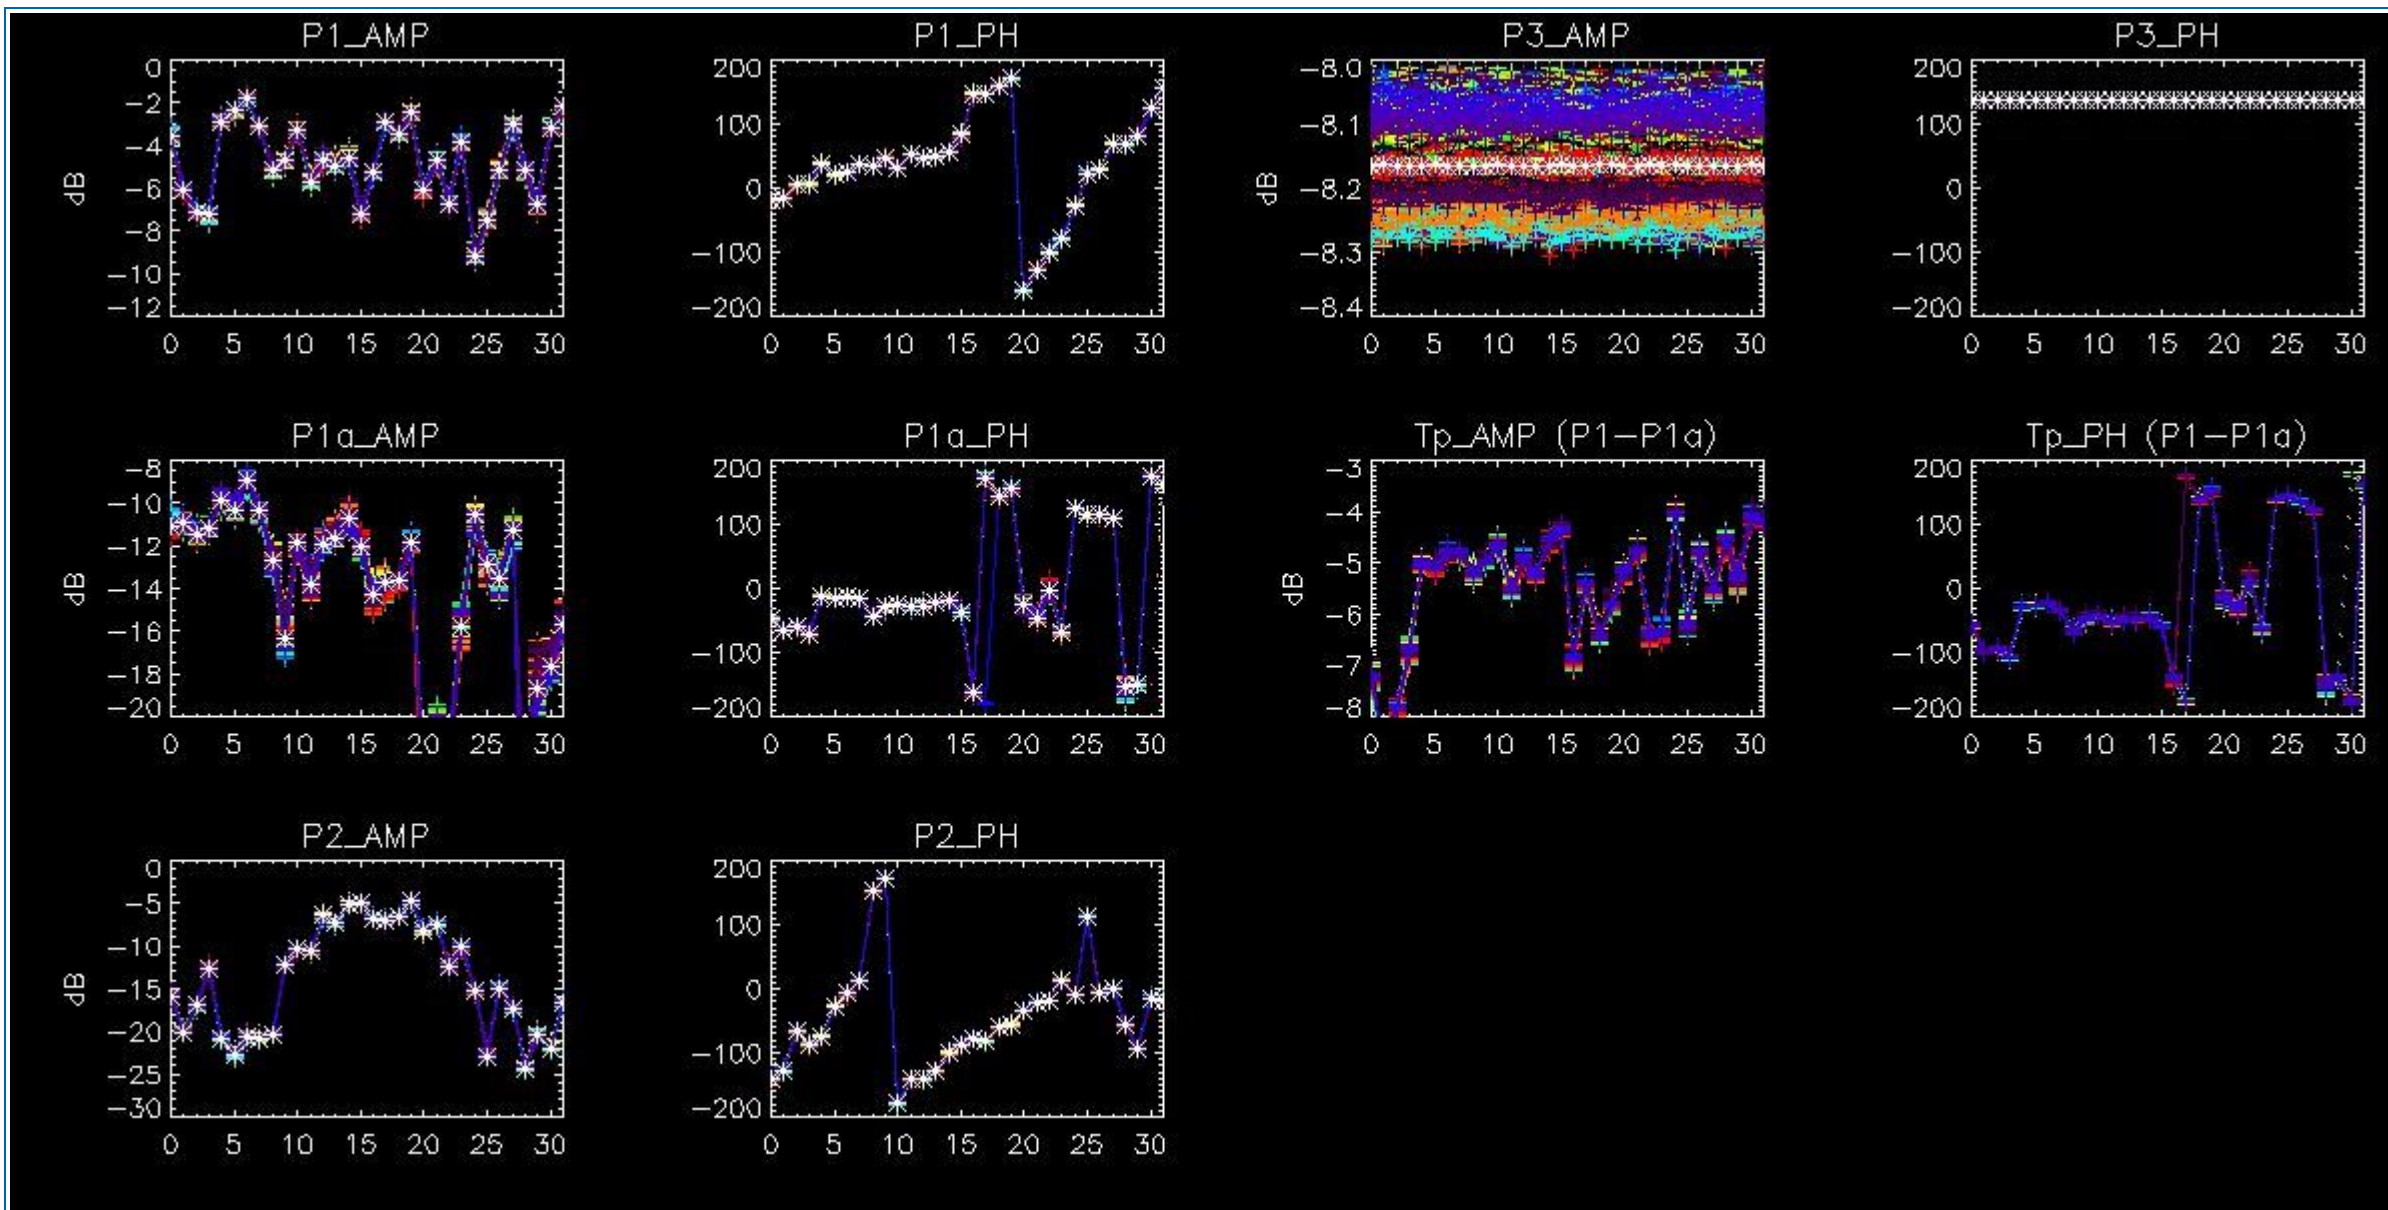 P1_AMP P1_PH P3_AMP P3_PH
0 200 -8.0 200
-2
-4 100 -8.1 100
dB -6 0 dB -8.2 0
-8
-10 -100 -8.3 -100
-12 -200 -8.4 -200
0 5 10 15 20 25 30 0 5 10 15 20 25 30 0 5 10 15 20 25 30 0 5 10 15 20 25 30
P1a_AMP P1a_PH Tp_AMP (P1-P1a) Tp_PH (P1-P1a)
-8 200 -3 200
-10 100 -4 100
-12
dB -14 0 dB -5 0
-16 -100 -6 -100
-18 -7
-20 -200 -8 -200
0 5 10 15 20 25 30 0 5 10 15 20 25 30 0 5 10 15 20 25 30 0 5 10 15 20 25 30
P2_AMP P2_PH
0 200
-5 100
-10
dB -15 0
-20 -100
-25
-30 -200
0 5 10 15 20 25 30 0 5 10 15 20 25 30